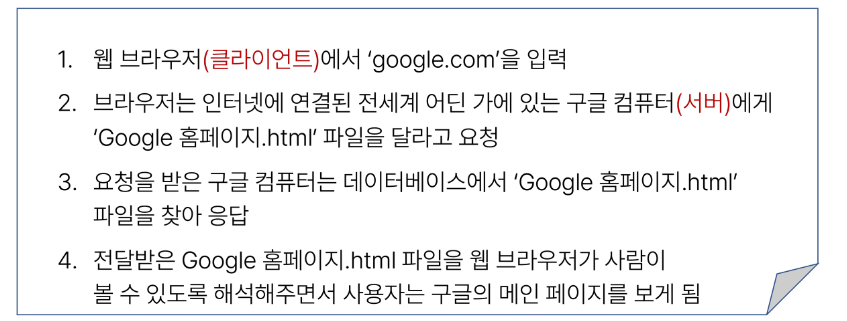 1. 웹 브라우저(클라이언트)에서 ‘google.com’을 입력
2. 브라우저는 인터넷에 연결된 전세계 어딘 가에 있는 구글 컴퓨터(서버)에게
‘Google 홈페이지.html’ 파일을 달라고 요청
3. 요청을 받은 구글 컴퓨터는 데이터베이스에서 ‘Google 홈페이지.html’
파일을 찾아 응답
4. 전달받은 Google 홈페이지.html 파일을 웹 브라우저가 사람이
볼 수 있도록 해석해주면서 사용자는 구글의 메인 페이지를 보게 됨